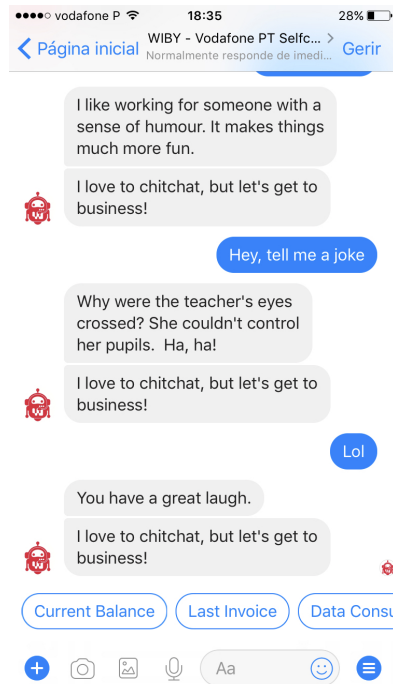 vodafone P 18:35 28%
Página inicial WIBY - Vodafone PT Selfc... Gerir
Normalmente responde de imedi...
I like working for someone with a
sense of humour. It makes things
much more fun.
I love to chitchat, but let's get to
business!
Hey, tell me a joke
Why were the teacher's eyes
crossed? She couldn't control
her pupils.  Ha, ha!
I love to chitchat, but let's get to
business!
Lol
You have a great laugh.
I love to chitchat, but let's get to
business!
Current Balance Last Invoice Data Consu
Aa